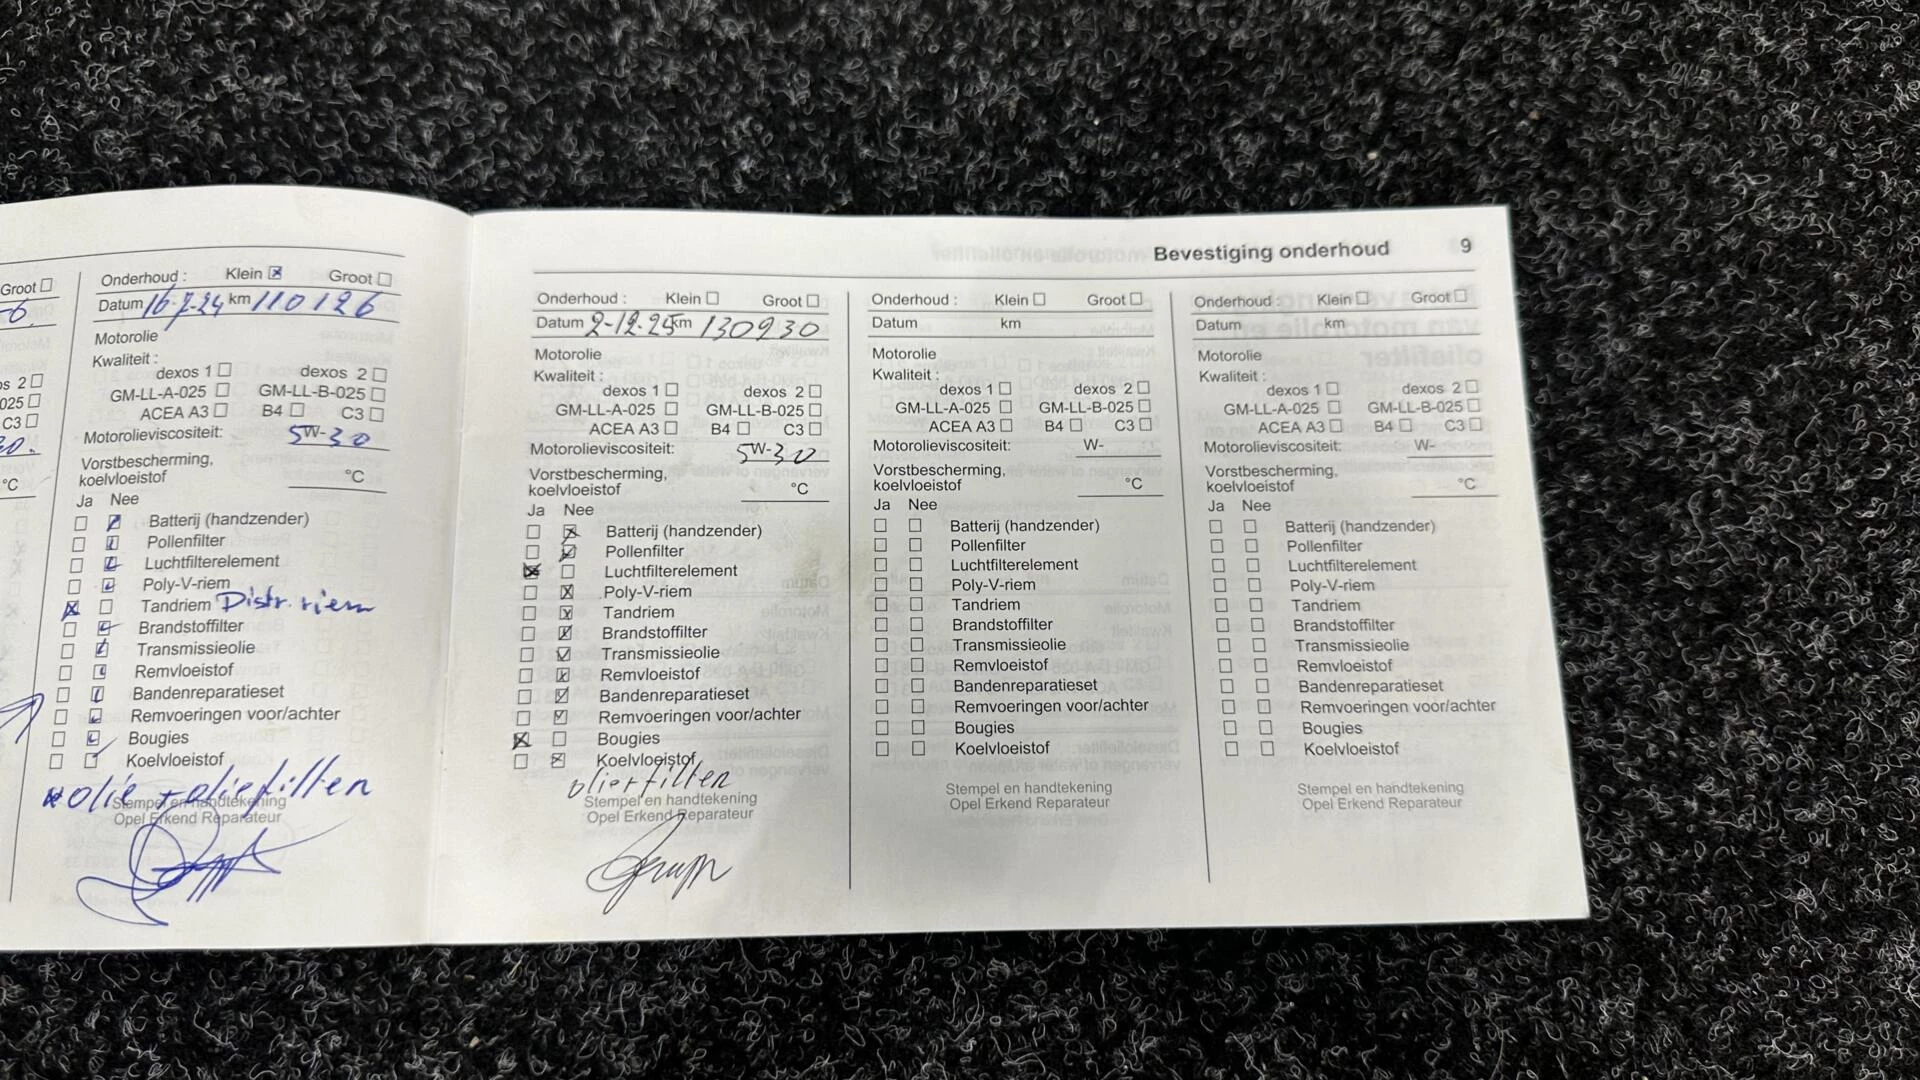 Groot
6.
os 2
025
C3
30.
°C
Onderhoud : Klein Groot
Datum 16-7-24 km 110126
Motorolie
Kwaliteit :
dexos 1 dexos 2
GM-LL-A-025 GM-LL-B-025
ACEA A3 B4 C3
Motorolieviscositeit: 5W-30
Vorstbescherming,
koelvloeistof °C
Ja Nee
Batterij (handzender)
Pollenfilter
Luchtfilterelement
Poly-V-riem
Tandriem Distr. riem
Brandstoffilter
Transmissieolie
Remvloeistof
Bandenreparatieset
Remvoeringen voor/achter
Bougies
Koelvloeistof
olie + oliefilter
Stempel en handtekening
Opel Erkend Reparateur
Bevestiging onderhoud 9
Onderhoud : Klein Groot
Datum 2-12-25 km 130930
Motorolie
Kwaliteit :
dexos 1 dexos 2
GM-LL-A-025 GM-LL-B-025
ACEA A3 B4 C3
Motorolieviscositeit: 5W-30
Vorstbescherming,
koelvloeistof °C
Ja Nee
Batterij (handzender)
Pollenfilter
Luchtfilterelement
Poly-V-riem
Tandriem
Brandstoffilter
Transmissieolie
Remvloeistof
Bandenreparatieset
Remvoeringen voor/achter
Bougies
Koelvloeistof
Stempel en handtekening
Opel Erkend Reparateur
Onderhoud : Klein Groot
Datum km
Motorolie
Kwaliteit :
dexos 1 dexos 2
GM-LL-A-025 GM-LL-B-025
ACEA A3 B4 C3
Motorolieviscositeit: W-
Vorstbescherming,
koelvloeistof °C
Ja Nee
Batterij (handzender)
Pollenfilter
Luchtfilterelement
Poly-V-riem
Tandriem
Brandstoffilter
Transmissieolie
Remvloeistof
Bandenreparatieset
Remvoeringen voor/achter
Bougies
Koelvloeistof
Stempel en handtekening
Opel Erkend Reparateur
Onderhoud : Klein Groot
Datum km
Motorolie
Kwaliteit :
dexos 1 dexos 2
GM-LL-A-025 GM-LL-B-025
ACEA A3 B4 C3
Motorolieviscositeit: W-
Vorstbescherming,
koelvloeistof °C
Ja Nee
Batterij (handzender)
Pollenfilter
Luchtfilterelement
Poly-V-riem
Tandriem
Brandstoffilter
Transmissieolie
Remvloeistof
Bandenreparatieset
Remvoeringen voor/achter
Bougies
Koelvloeistof
Stempel en handtekening
Opel Erkend Reparateur